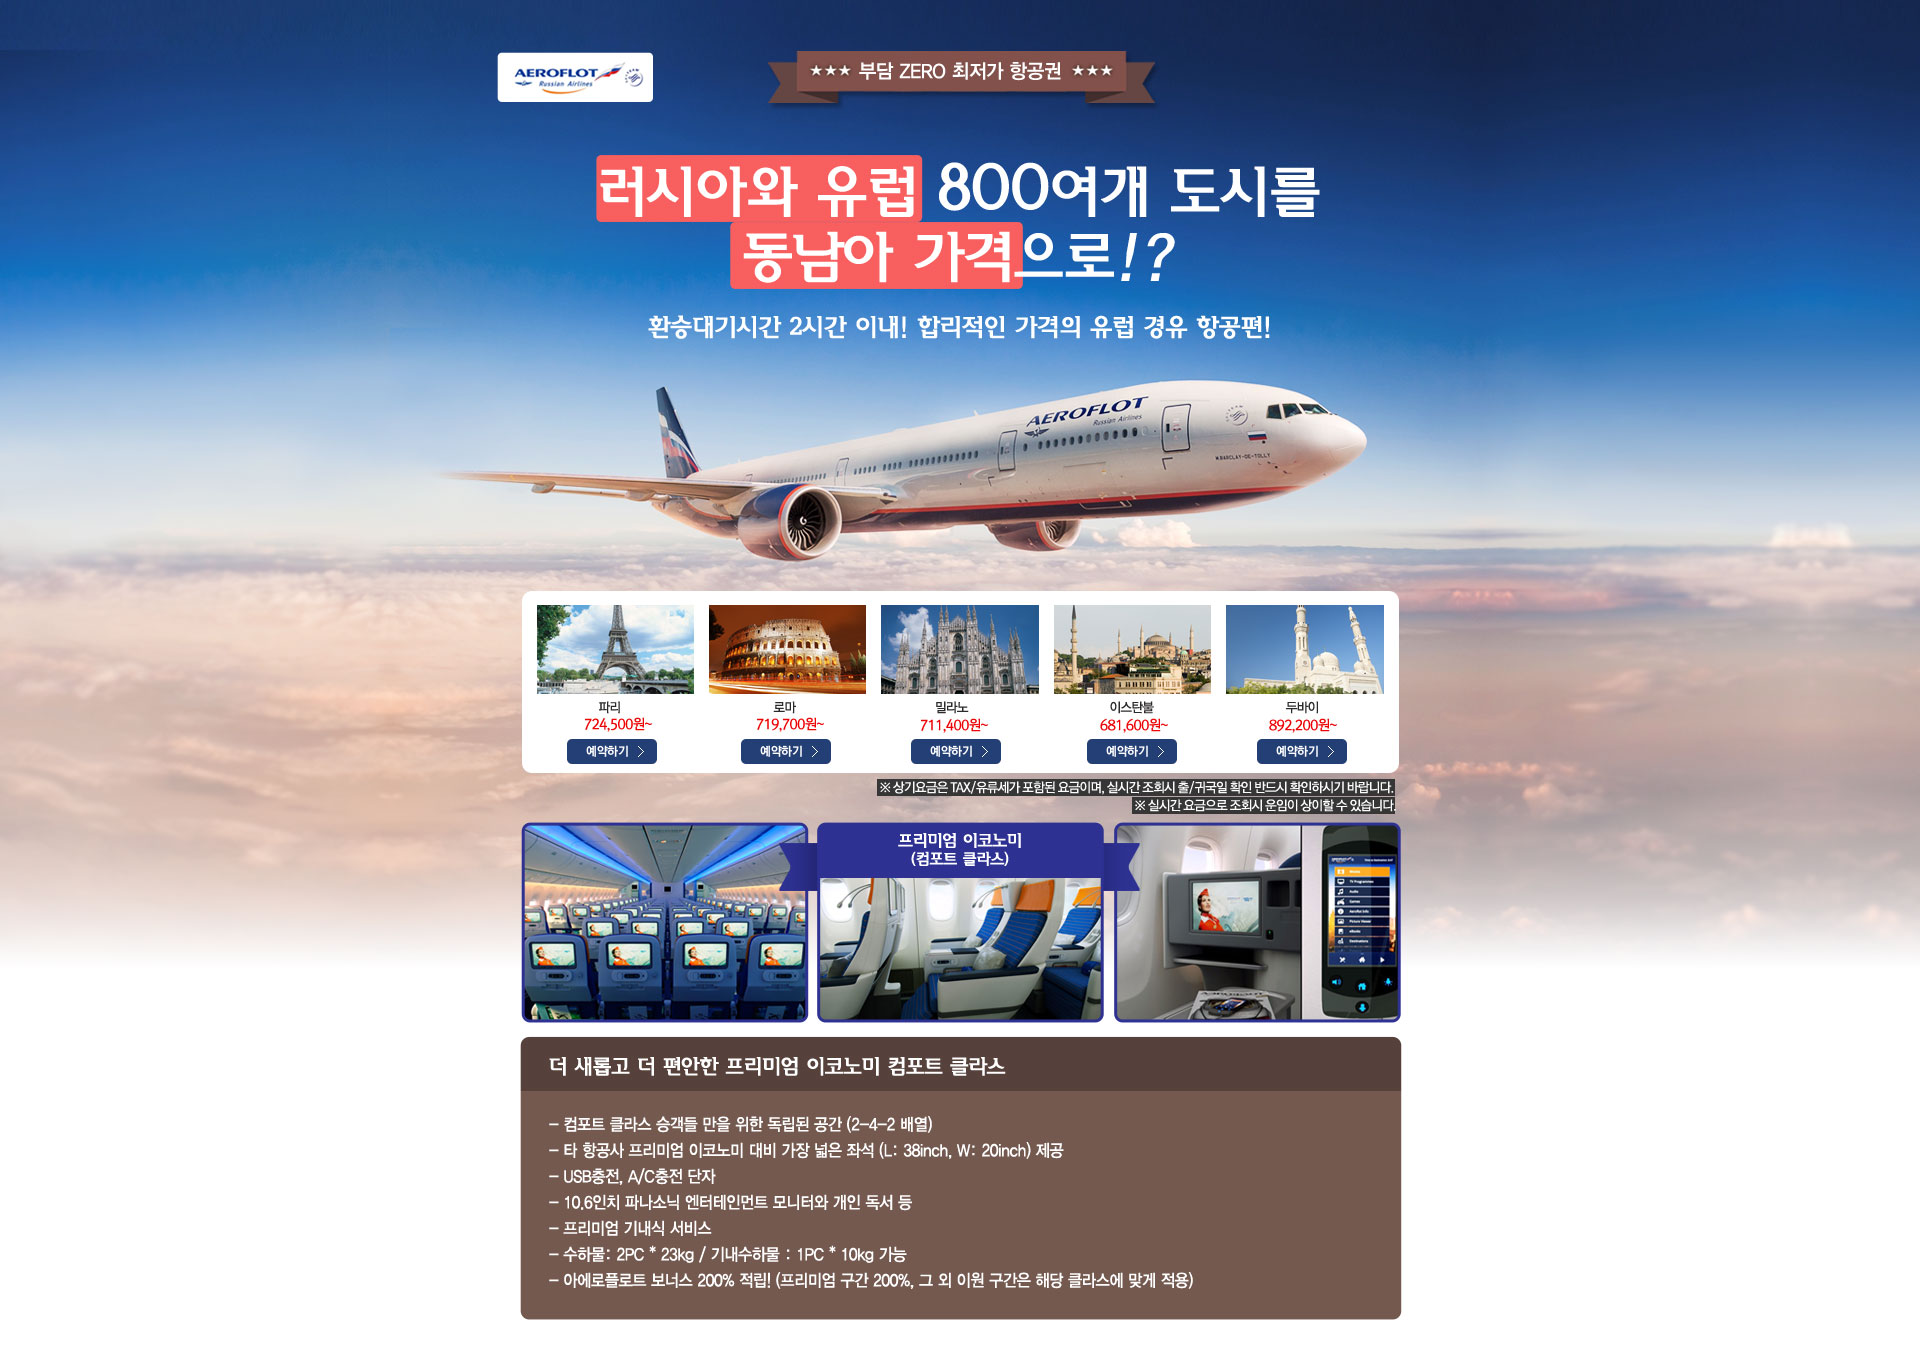 AEROFLOT
Russian Airlines
★★★ 부담 ZERO 최저가 항공권 ★★★
러시아와 유럽 800여개 도시를
동남아 가격으로!?
환승대기시간 2시간 이내! 합리적인 가격의 유럽 경유 항공편!
AEROFLOT
Russian Airlines
M.BARCLAY-DE-TOLLY
파리 로마 밀라노 이스탄불 두바이
724,500원~ 719,700원~ 711,400원~ 681,600원~ 892,200원~
예약하기 > 예약하기 > 예약하기 > 예약하기 > 예약하기 >
※ 상기요금은 TAX/유류세가 포함된 요금이며, 실시간 조회시 출/귀국일 확인 반드시 확인하시기 바랍니다.
※ 실시간 요금으로 조회시 운임이 상이할 수 있습니다.
프리미엄 이코노미
(컴포트 클라스)
더 새롭고 더 편안한 프리미엄 이코노미 컴포트 클라스
- 컴포트 클라스 승객들 만을 위한 독립된 공간 (2-4-2 배열)
- 타 항공사 프리미엄 이코노미 대비 가장 넓은 좌석 (L: 38inch, W: 20inch) 제공
- USB충전, A/C충전 단자
- 10.6인치 파나소닉 엔터테인먼트 모니터와 개인 독서 등
- 프리미엄 기내식 서비스
- 수하물: 2PC * 23kg / 기내수하물 : 1PC * 10kg 가능
- 아에로플로트 보너스 200% 적립! (프리미엄 구간 200%, 그 외 이원 구간은 해당 클라스에 맞게 적용)